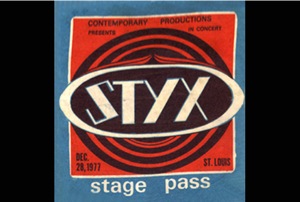 CONTEMPORARY PRODUCTIONS
PRESENTS IN CONCERT
STYX
DEC.
28, 1977 ST. LOUIS
stage pass